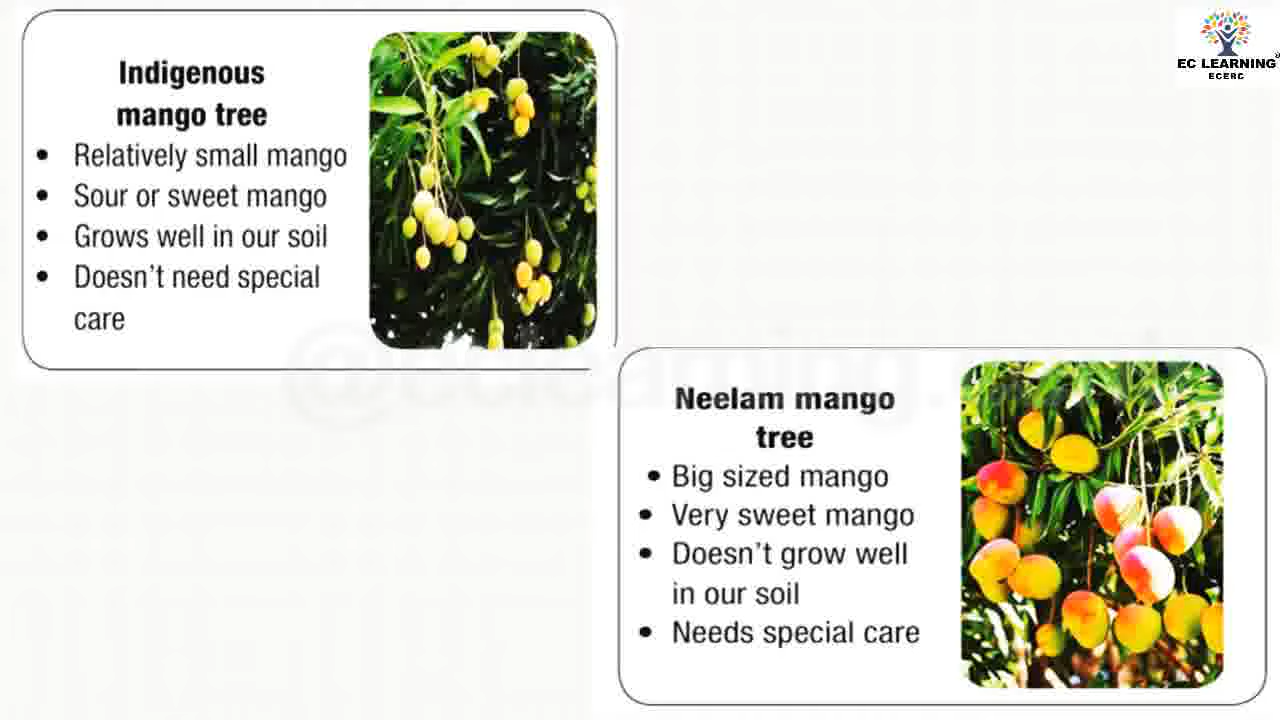 Indigenous
mango tree
• Relatively small mango
• Sour or sweet mango
• Grows well in our soil
• Doesn't need special
care
EC LEARNING®
ECERC
Neelam mango
tree
• Big sized mango
• Very sweet mango
• Doesn't grow well
in our soil
• Needs special care